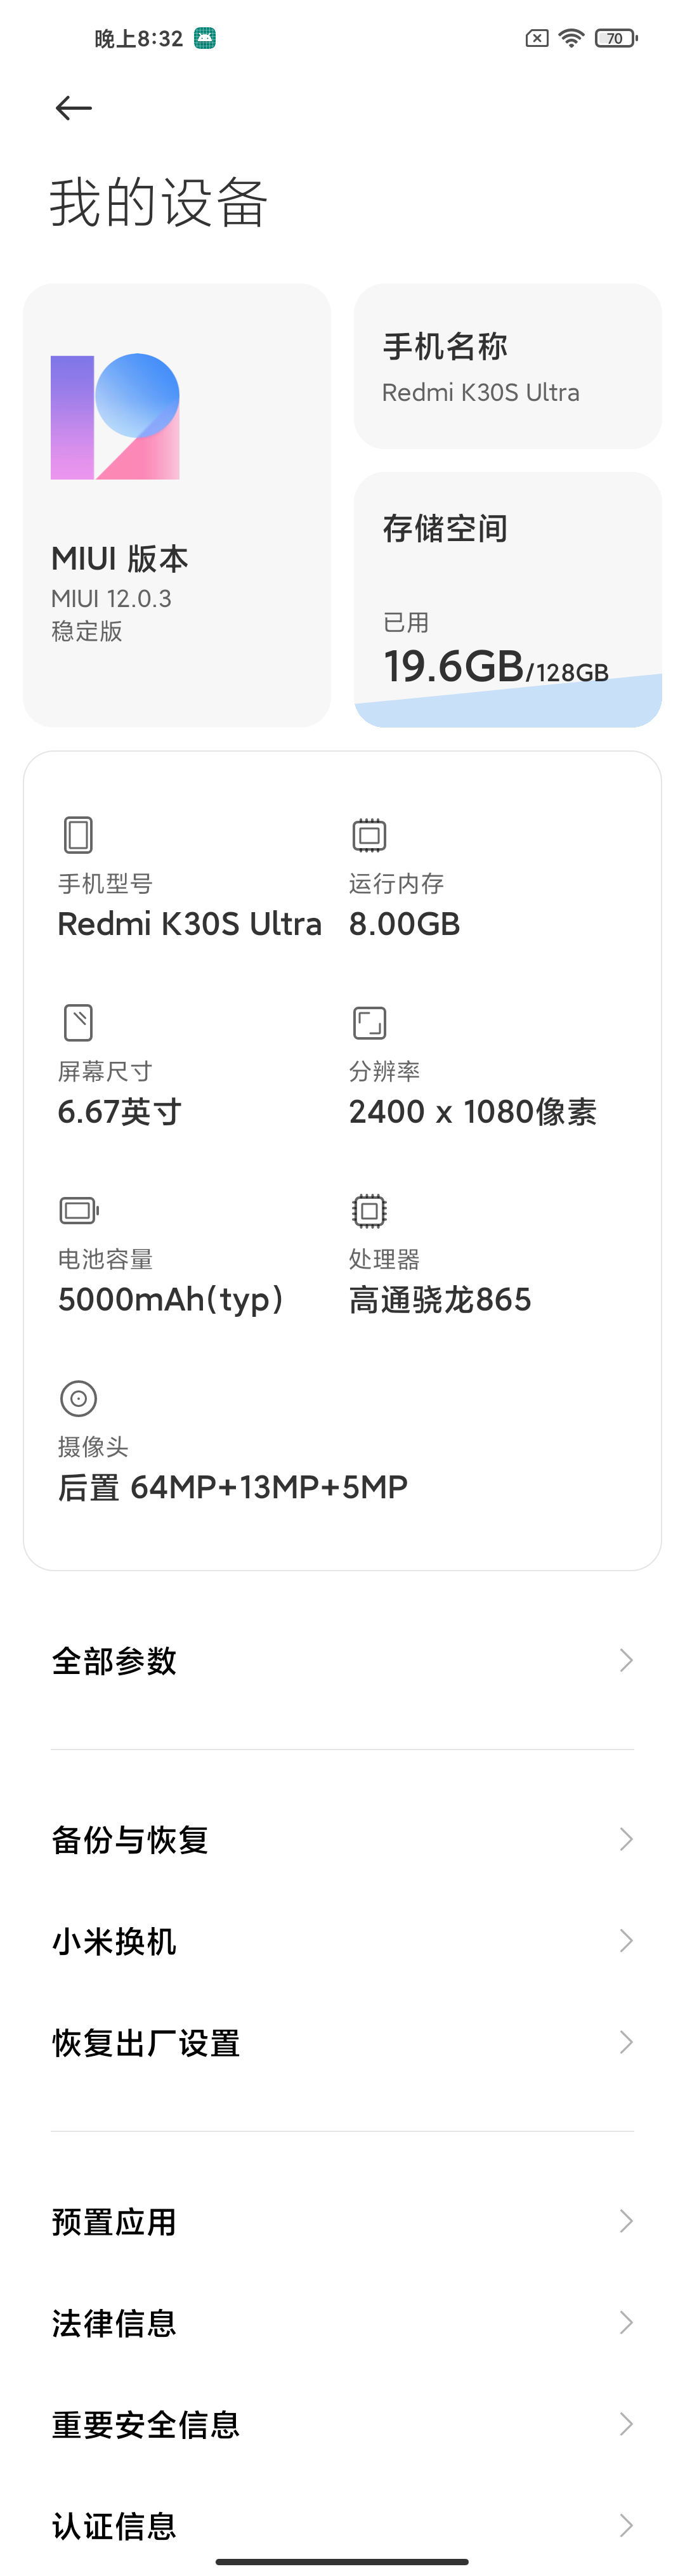 晚上8:32
70
我的设备
MIUI 版本
MIUI 12.0.3
稳定版
手机名称
Redmi K30S Ultra
存储空间
已用
19.6GB/128GB
手机型号
Redmi K30S Ultra
运行内存
8.00GB
屏幕尺寸
6.67英寸
分辨率
2400 x 1080像素
电池容量
5000mAh(typ)
处理器
高通骁龙865
摄像头
后置 64MP+13MP+5MP
全部参数
备份与恢复
小米换机
恢复出厂设置
预置应用
法律信息
重要安全信息
认证信息